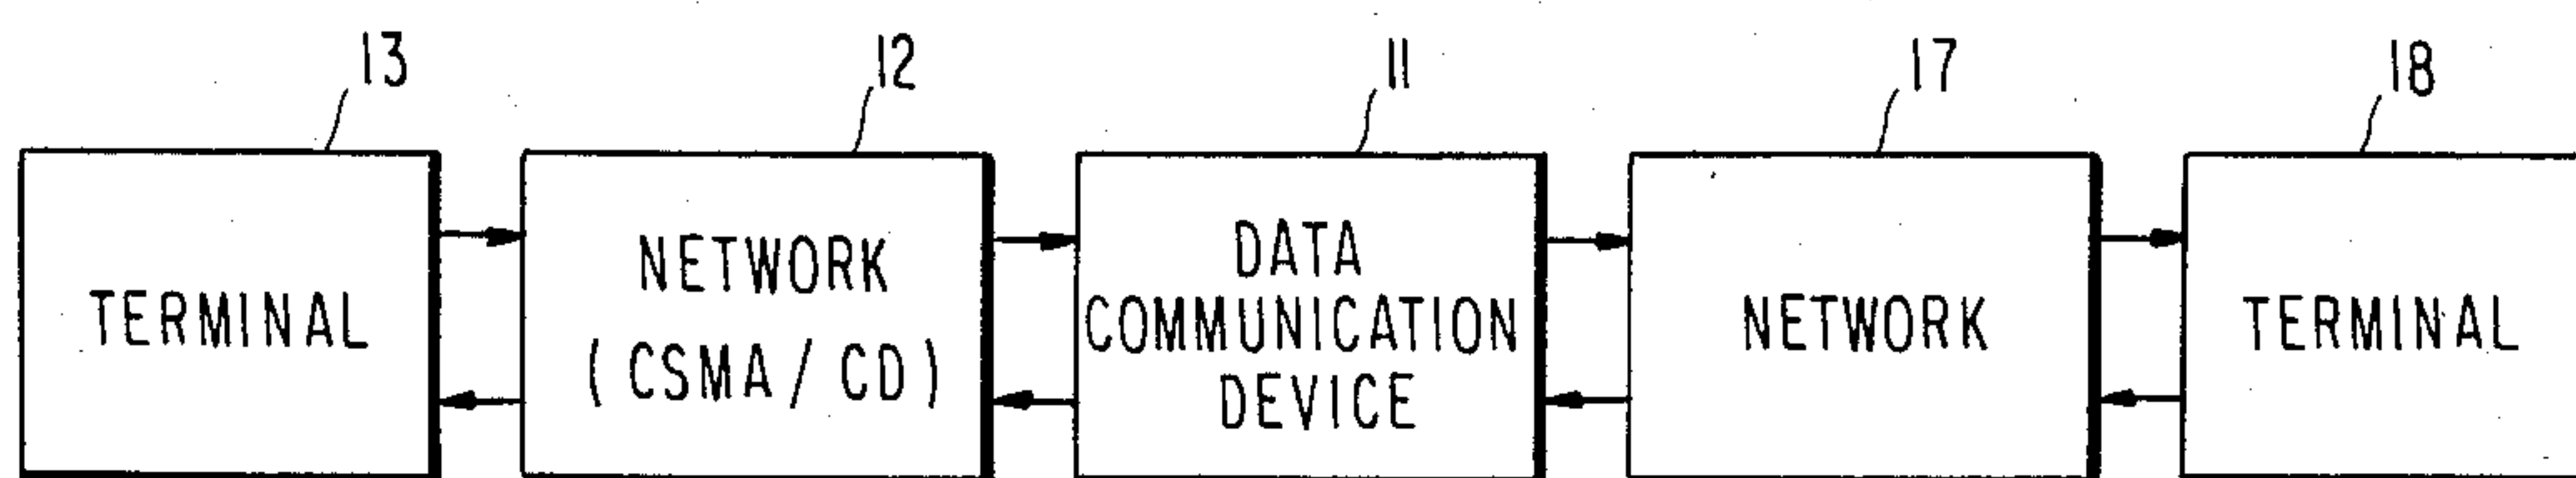 13
12
11
17
18
TERMINAL
NETWORK
(CSMA/CD)
DATA
COMMUNICATION
DEVICE
NETWORK
TERMINAL